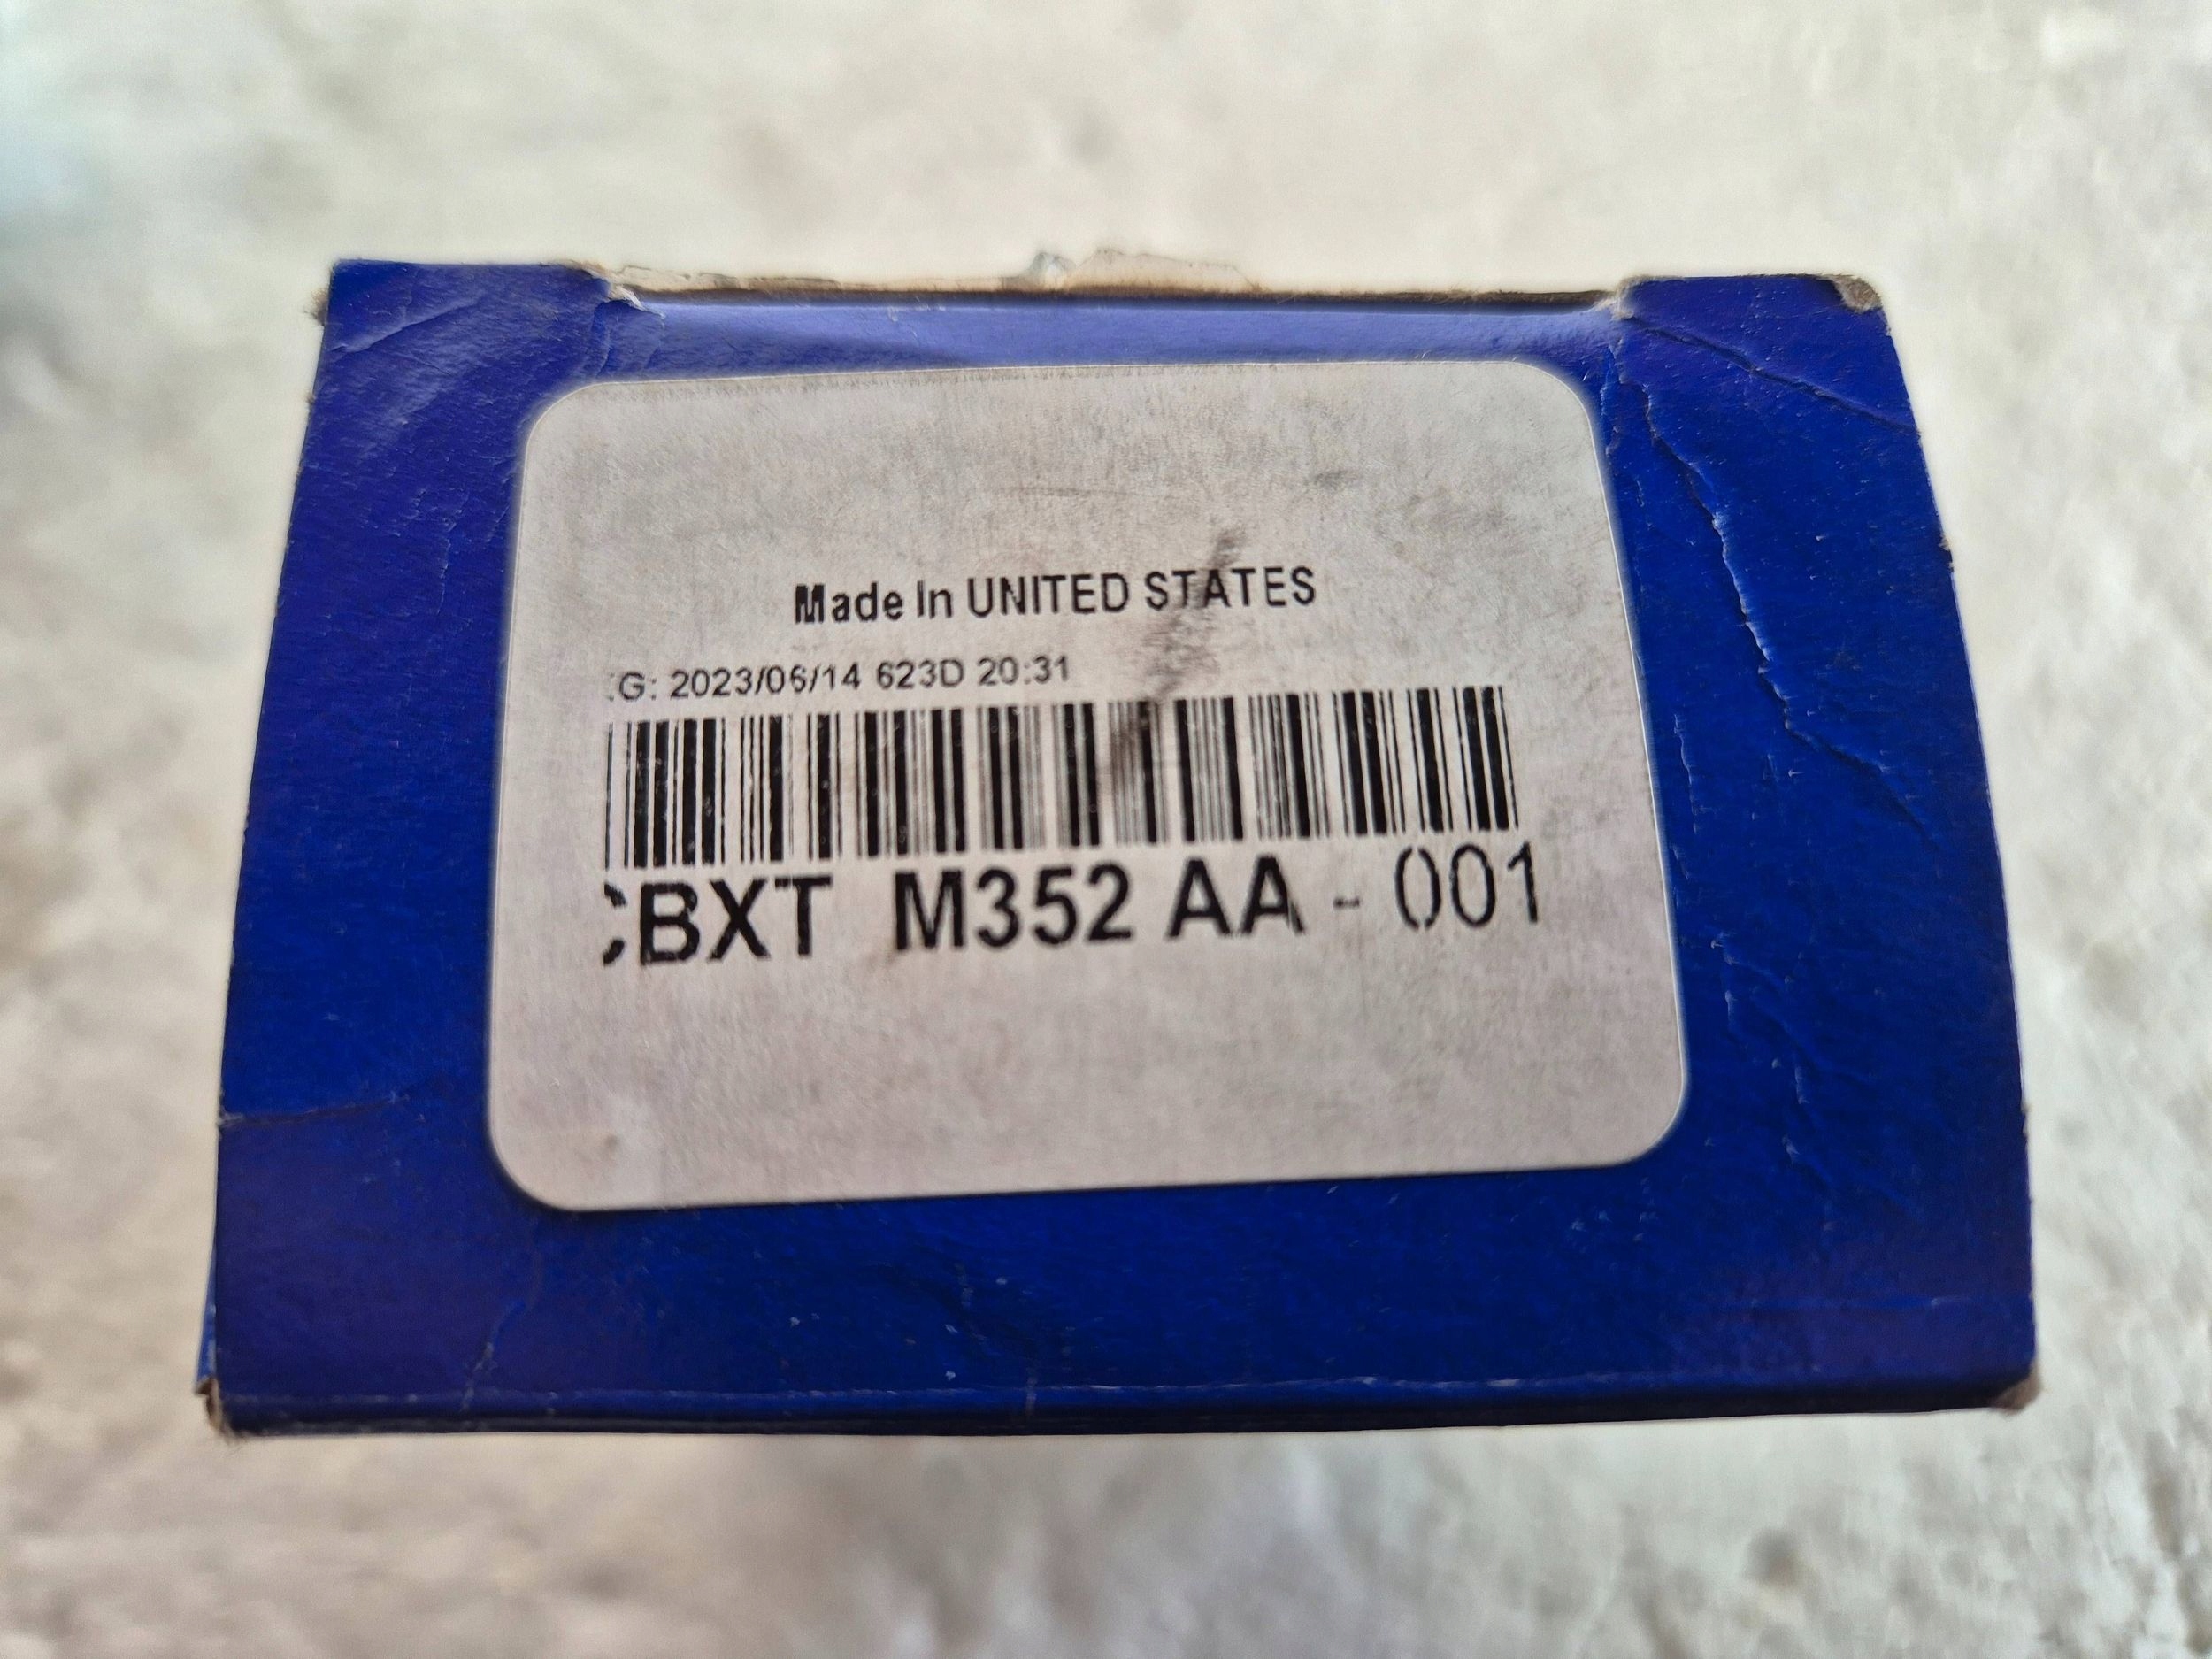 Made In UNITED STATES
G: 2023/06/14 623D 20:31
CBXT M352 AA - 001